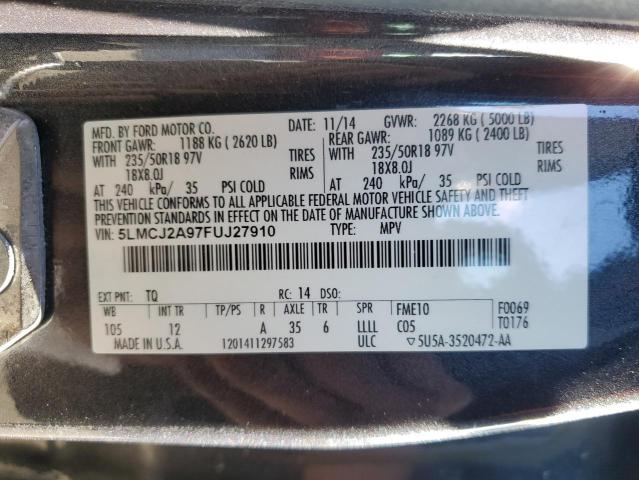 MFD. BY FORD MOTOR CO.
DATE: 11/14 GVWR: 2268 KG ( 5000 LB)
FRONT GAWR: 1188 KG ( 2620 LB)
REAR GAWR: 1089 KG ( 2400 LB)
WITH 235/50R18 97V TIRES
WITH 235/50R18 97V TIRES
18X8.0J RIMS
18X8.0J RIMS
AT 240 kPa/ 35 PSI COLD
AT 240 kPa/ 35 PSI COLD
THIS VEHICLE CONFORMS TO ALL APPLICABLE FEDERAL MOTOR VEHICLE SAFETY AND THEFT
PREVENTION STANDARDS IN EFFECT ON THE DATE OF MANUFACTURE SHOWN ABOVE.
VIN: 5LMCJ2A97FUJ27910 TYPE: MPV
EXT PNT: TQ RC: 14 DSO:
WB INT TR TP/PS R AXLE TR SPR FME10 F0069
105 12 A 35 6 LLLL C05 T0176
MADE IN U.S.A. 1201411297583 ULC ▽5U5A-3520472-AA